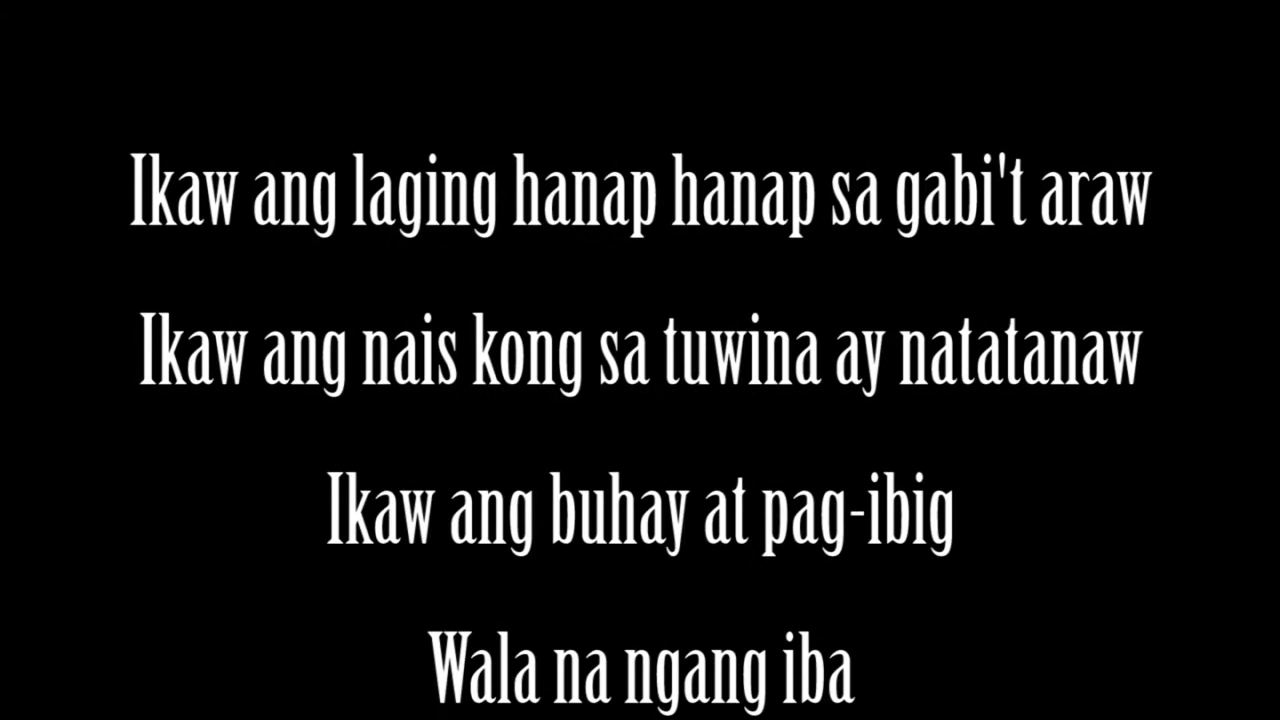 Ikaw ang laging hanap hanap sa gabi't araw
Ikaw ang nais kong sa tuwina ay natatanaw
Ikaw ang buhay at pag-ibig
Wala na ngang iba